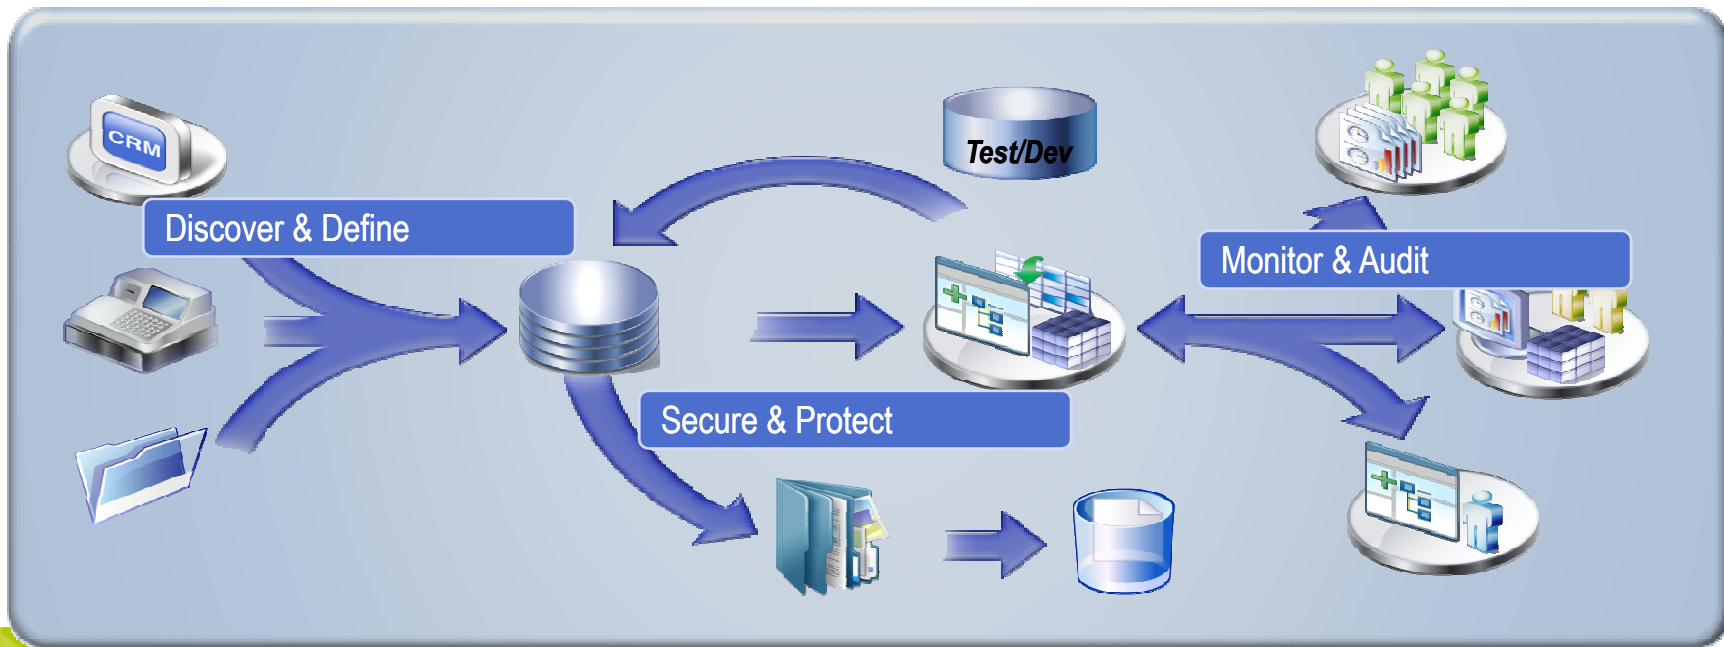 CRM
Test/Dev
Discover & Define
Monitor & Audit
Secure & Protect